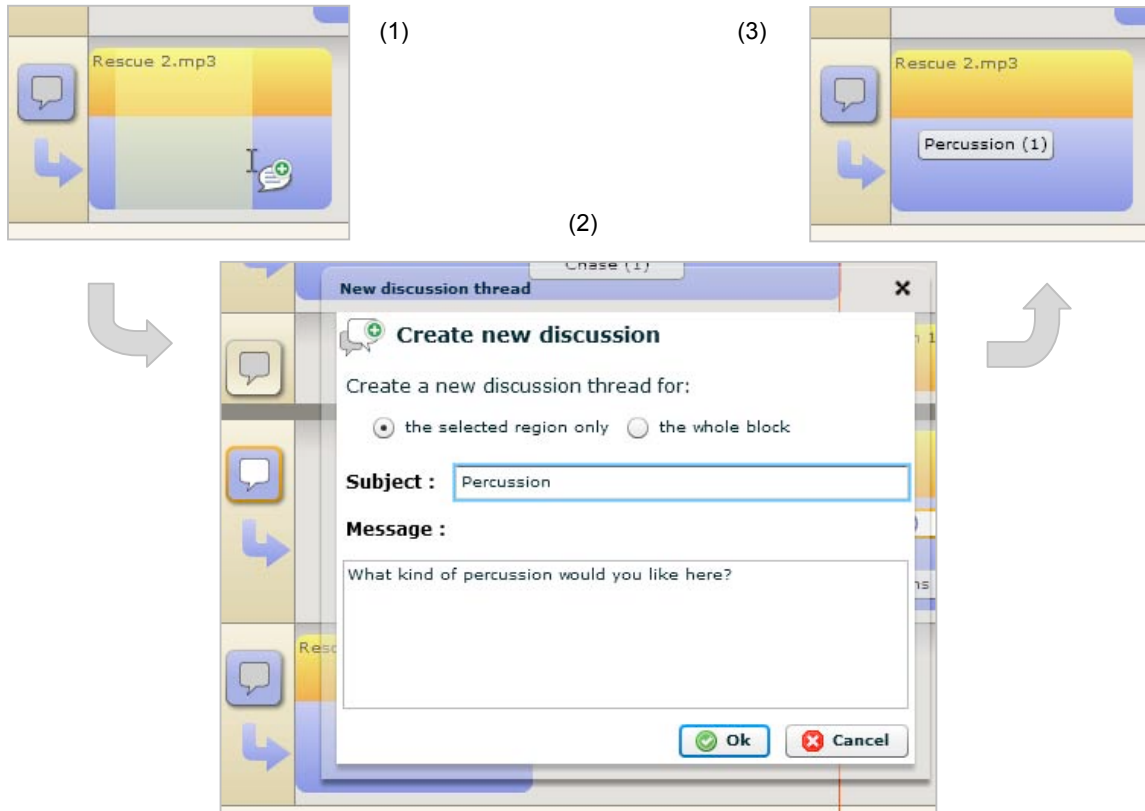 (1)
Rescue 2.mp3
(3)
Rescue 2.mp3
Percussion (1)
(2)
Chase (1)
New discussion thread
Create new discussion
Create a new discussion thread for:
the selected region only the whole block
Subject :
Percussion
Message :
What kind of percussion would you like here?
Ok Cancel